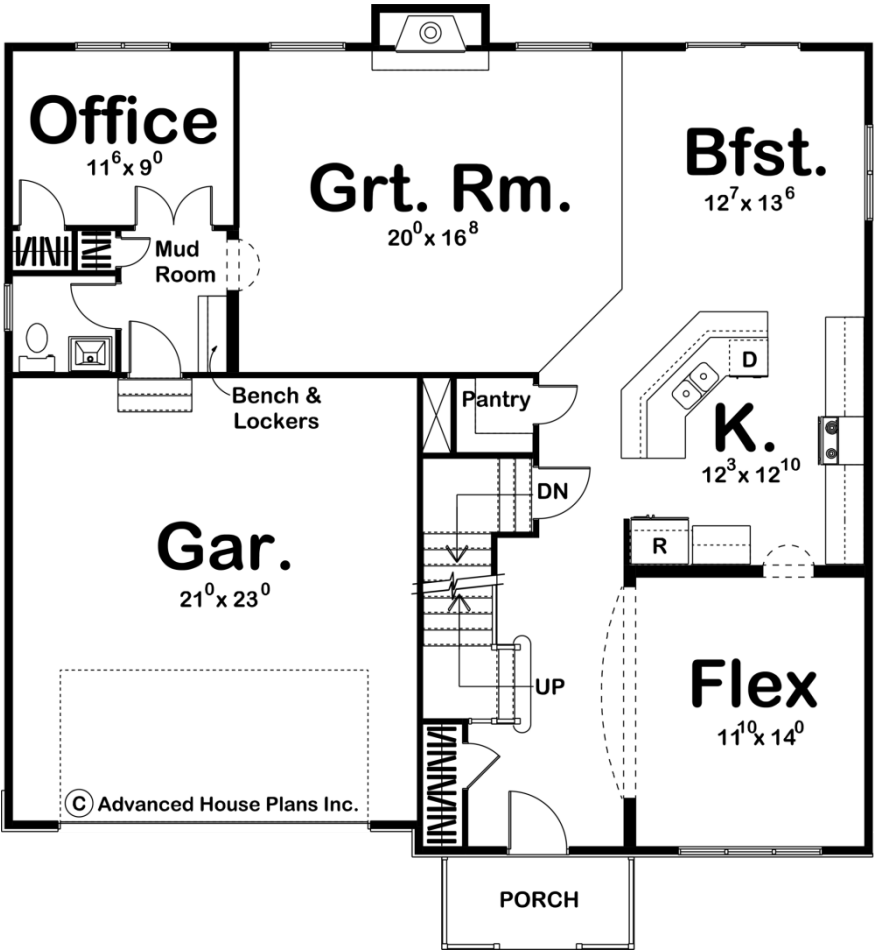 Office
11⁶ x 9⁰
Grt. Rm.
20⁰ x 16⁸
Bfst.
12⁷ x 13⁶
Mud
Room
Bench &
Lockers
Pantry
D
K.
12³ x 12¹⁰
DN
R
Gar.
21⁰ x 23⁰
UP
Flex
11¹⁰ x 14⁰
© Advanced House Plans Inc.
PORCH